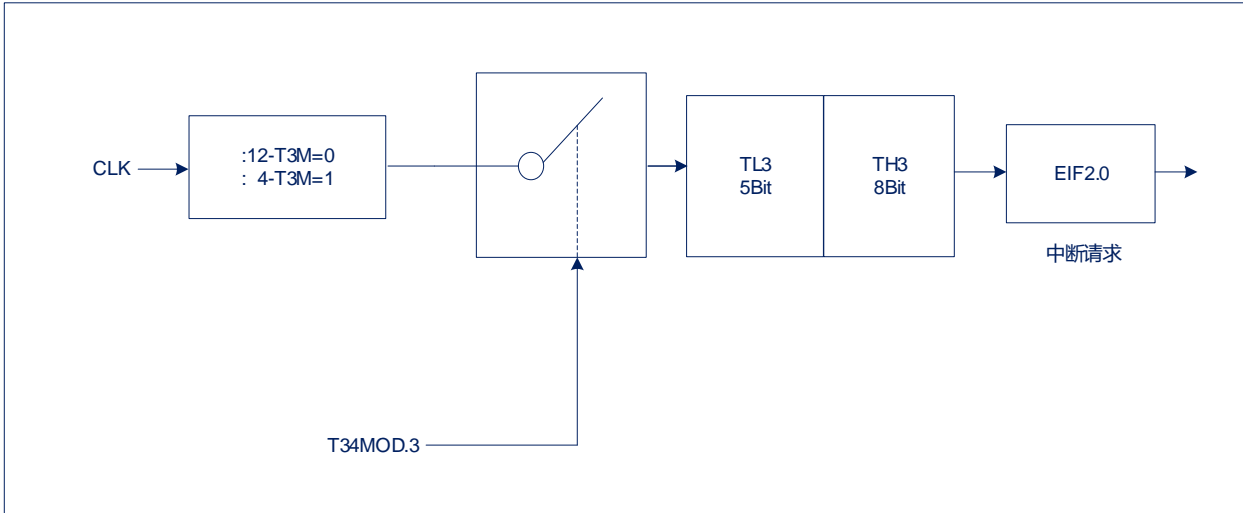 CLK
:12-T3M=0
: 4-T3M=1
TL3
5Bit
TH3
8Bit
EIF2.0
中断请求
T34MOD.3